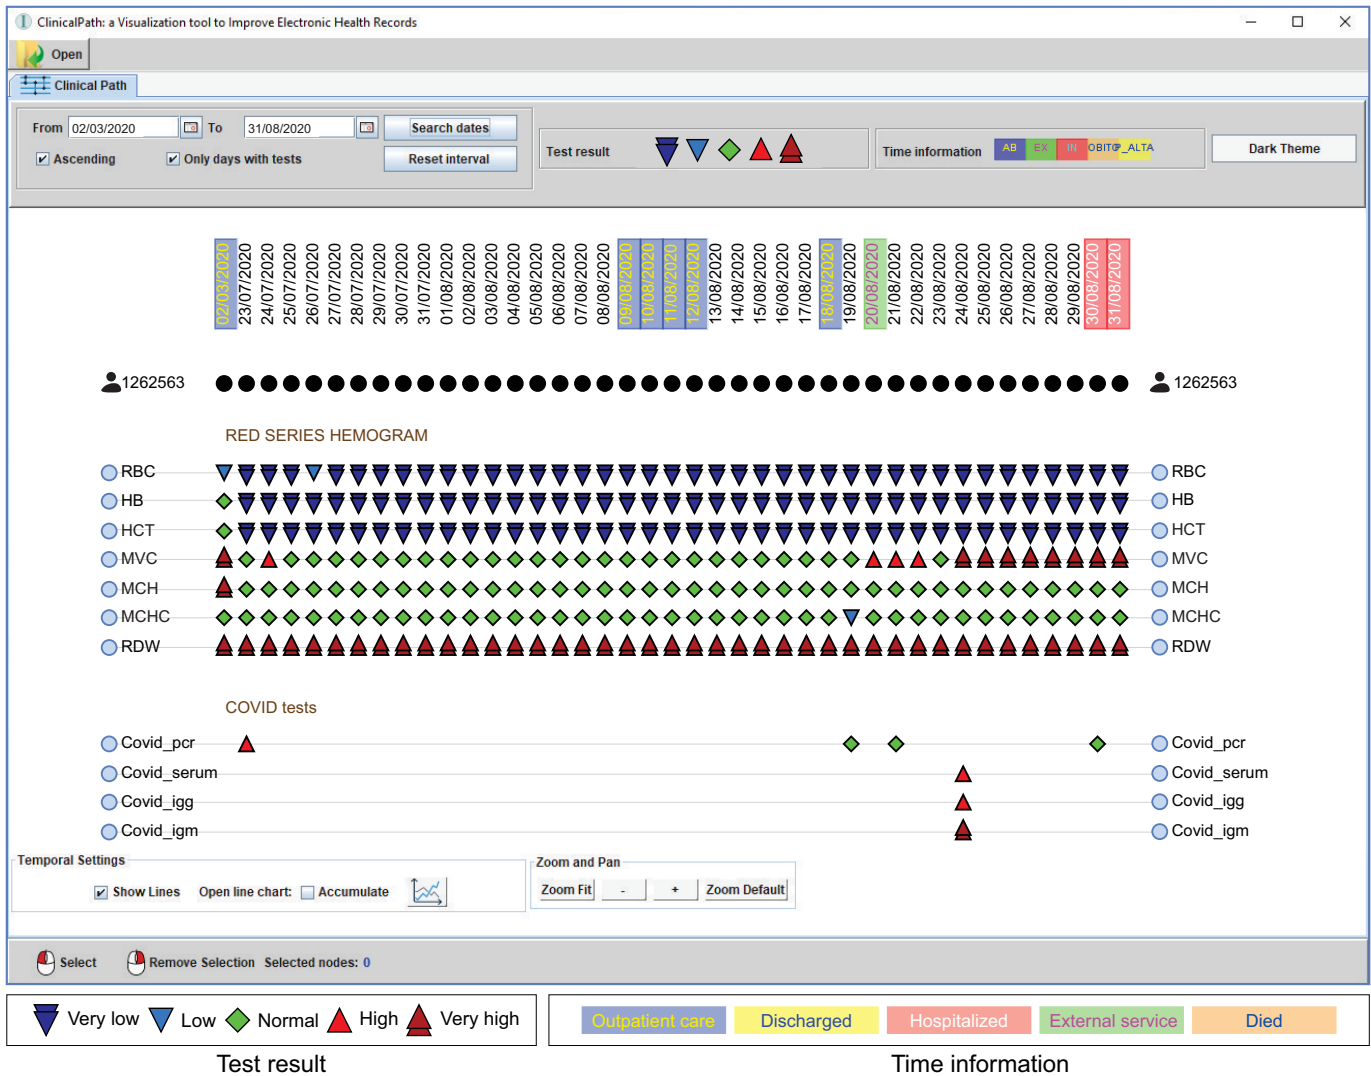 ClinicalPath: a Visualization tool to Improve Electronic Health Records
Open
Clinical Path
From 02/03/2020 To 31/08/2020 Search dates
Ascending Only days with tests Reset interval
Test result
Time information AB EX IN OBITO P_ALTA
Dark Theme
02/03/2020
23/07/2020
24/07/2020
25/07/2020
26/07/2020
27/07/2020
28/07/2020
29/07/2020
30/07/2020
31/07/2020
01/08/2020
02/08/2020
03/08/2020
04/08/2020
05/08/2020
06/08/2020
07/08/2020
08/08/2020
09/08/2020
10/08/2020
11/08/2020
12/08/2020
13/08/2020
14/08/2020
15/08/2020
16/08/2020
17/08/2020
18/08/2020
19/08/2020
20/08/2020
21/08/2020
22/08/2020
23/08/2020
24/08/2020
25/08/2020
26/08/2020
27/08/2020
28/08/2020
29/08/2020
30/08/2020
31/08/2020
1262563 1262563
RED SERIES HEMOGRAM
RBC RBC
HB HB
HCT HCT
MVC MVC
MCH MCH
MCHC MCHC
RDW RDW
COVID tests
Covid_pcr Covid_pcr
Covid_serum Covid_serum
Covid_igg Covid_igg
Covid_igm Covid_igm
Temporal Settings
Show Lines Open line chart: Accumulate
Zoom and Pan
Zoom Fit - + Zoom Default
Select Remove Selection Selected nodes: 0
Very low Low Normal High Very high
Test result
Outpatient care Discharged Hospitalized External service Died
Time information